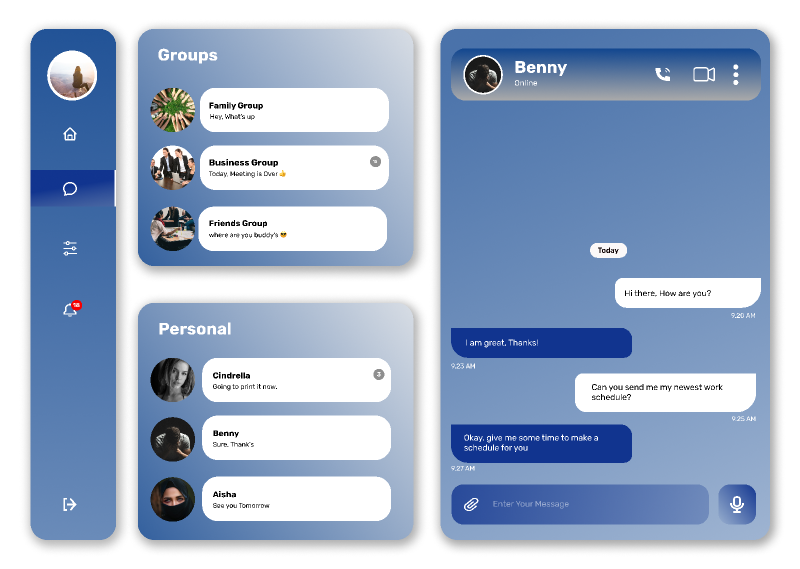 18
Groups
Family Group
Hey, What's up
Business Group
Today, Meeting is Over 👍
Friends Group
where are you buddy's 😎
Personal
Cindrella
Going to print it now.
3
Benny
Sure, Thank's
Aisha
See you Tomorrow
Benny
Online
Today
Hi there, How are you?
9,20 AM
I am great, Thanks!
9,23 AM
Can you send me my newest work
schedule?
9,25 AM
Okay, give me some time to make a
schedule for you
9,27 AM
Enter Your Message